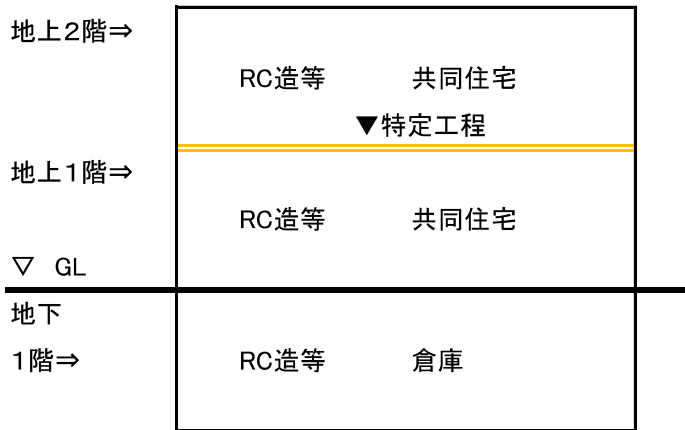 地上２階⇒
RC造等 共同住宅
▼特定工程
地上１階⇒
RC造等 共同住宅
▽ GL
地下
１階⇒ RC造等 倉庫